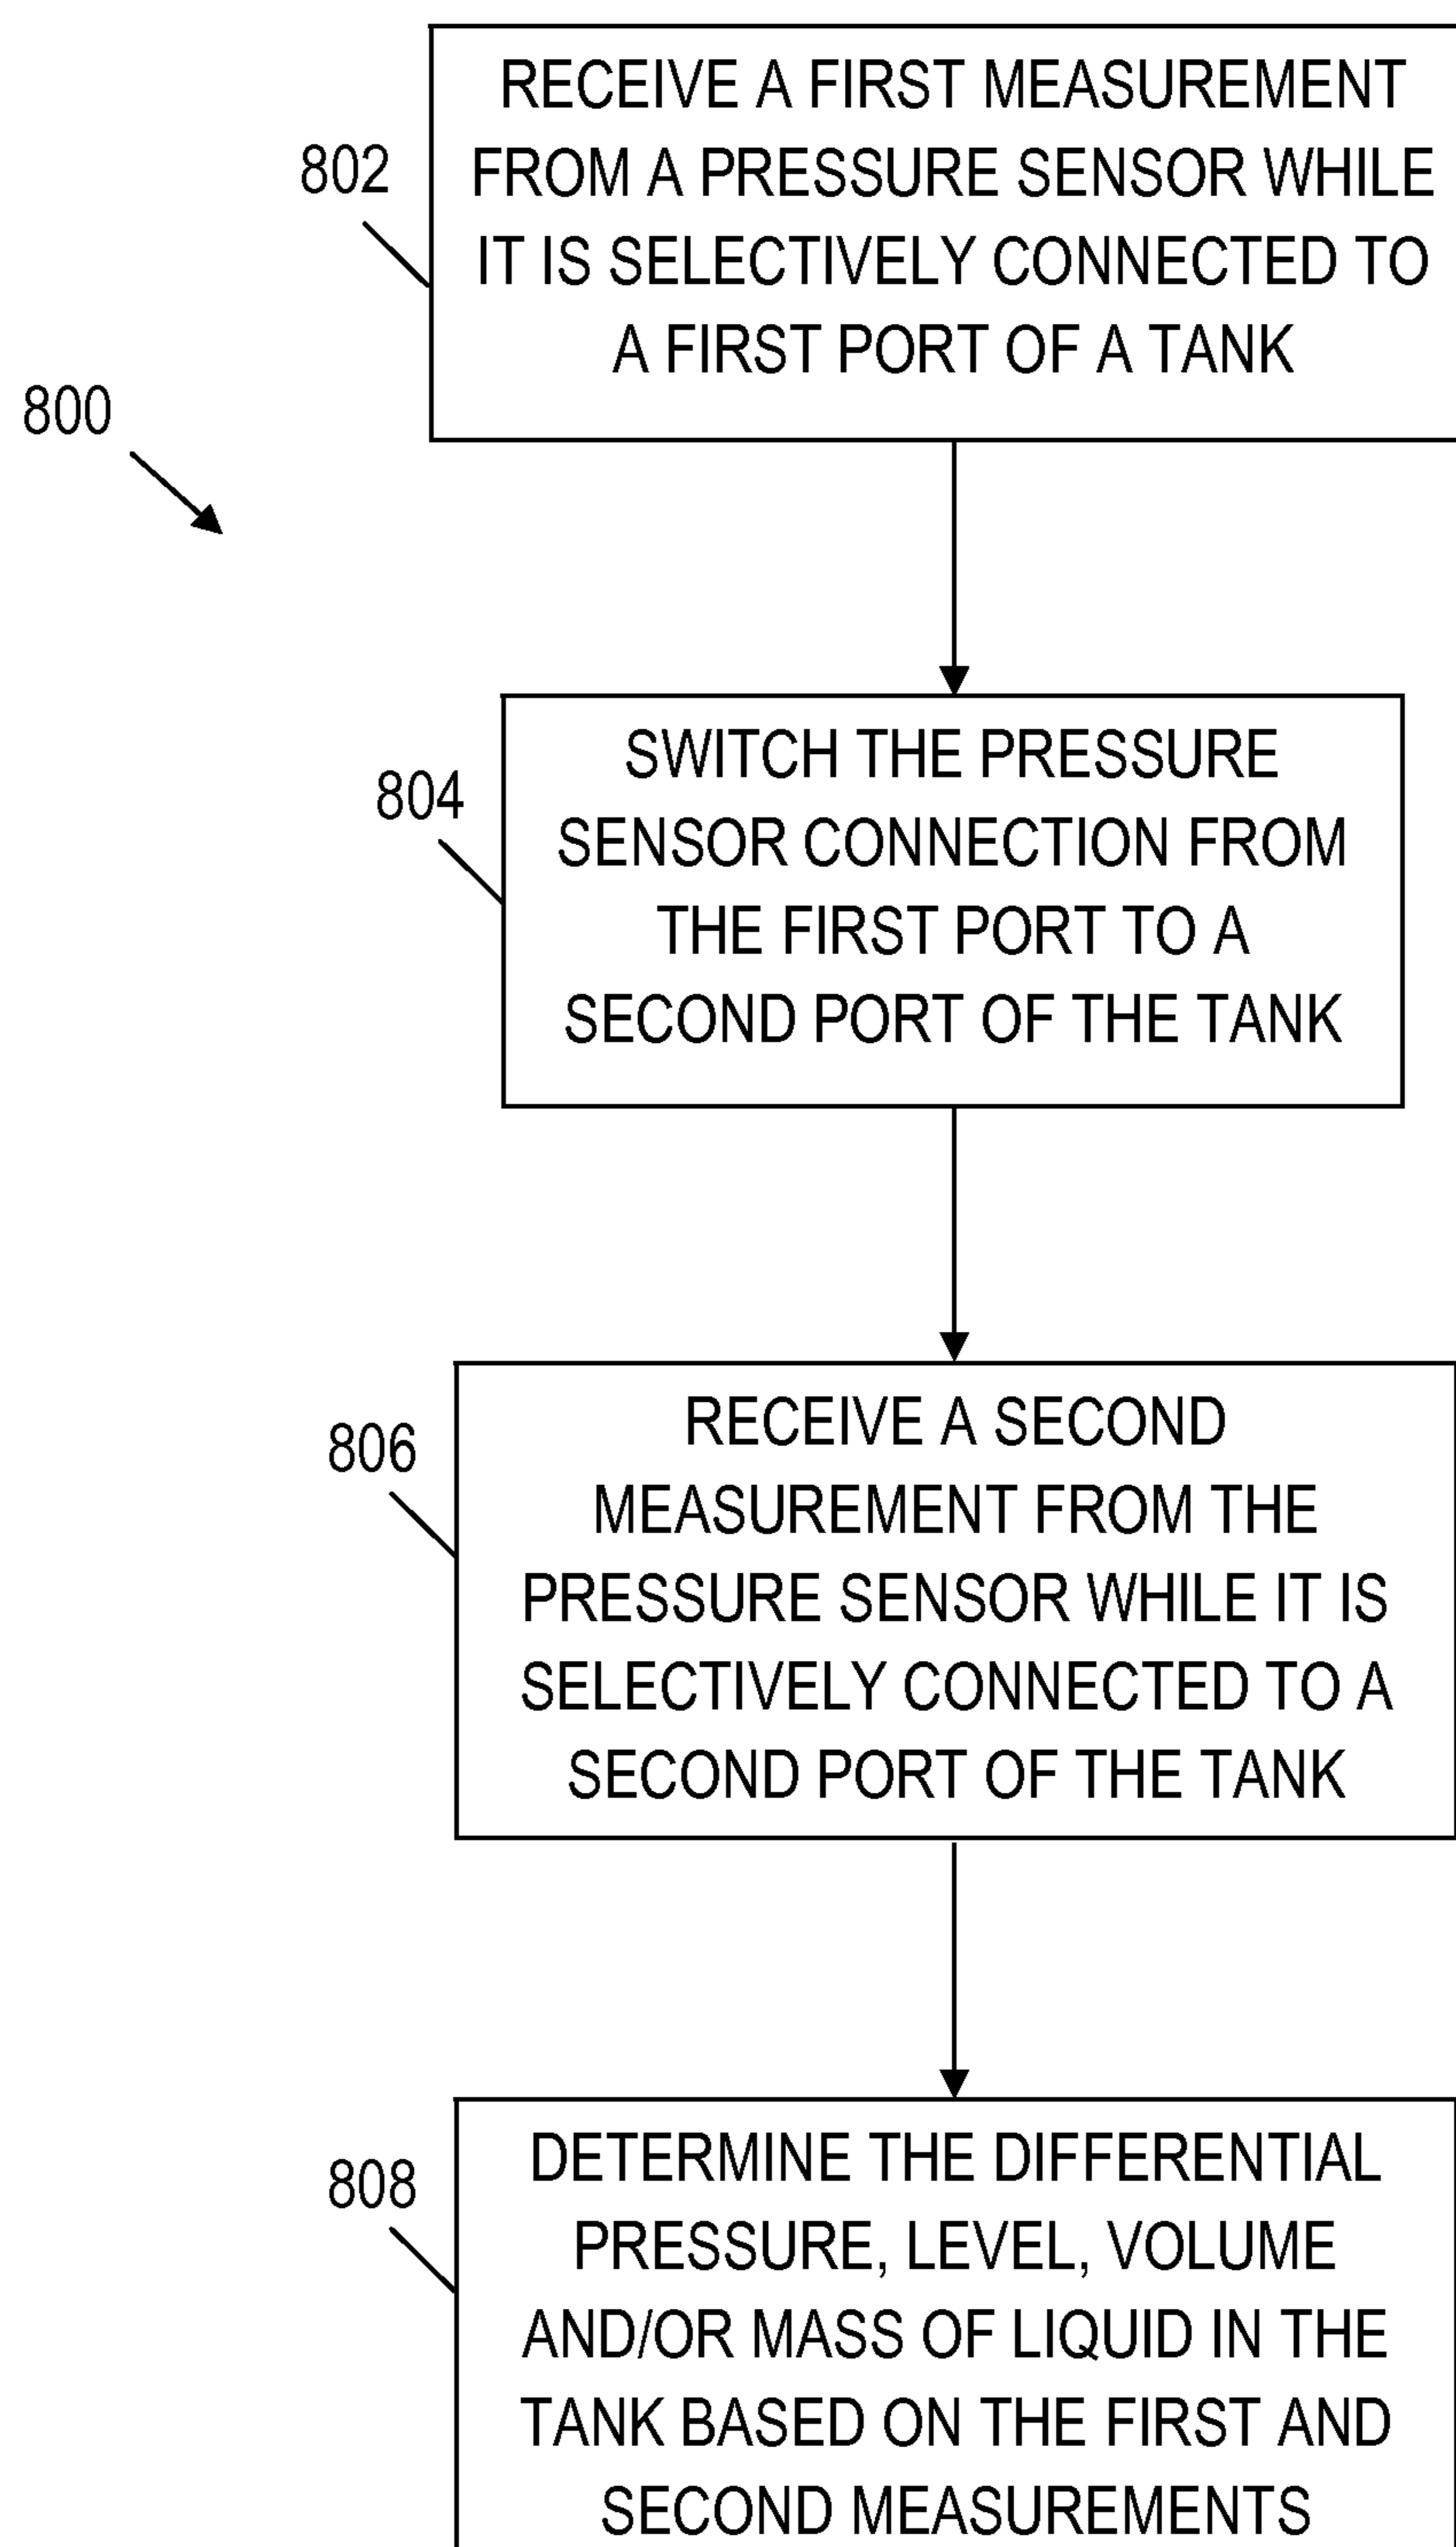 802
RECEIVE A FIRST MEASUREMENT
FROM A PRESSURE SENSOR WHILE
IT IS SELECTIVELY CONNECTED TO
A FIRST PORT OF A TANK
800
804
SWITCH THE PRESSURE
SENSOR CONNECTION FROM
THE FIRST PORT TO A
SECOND PORT OF THE TANK
806
RECEIVE A SECOND
MEASUREMENT FROM THE
PRESSURE SENSOR WHILE IT IS
SELECTIVELY CONNECTED TO A
SECOND PORT OF THE TANK
808
DETERMINE THE DIFFERENTIAL
PRESSURE, LEVEL, VOLUME
AND/OR MASS OF LIQUID IN THE
TANK BASED ON THE FIRST AND
SECOND MEASUREMENTS